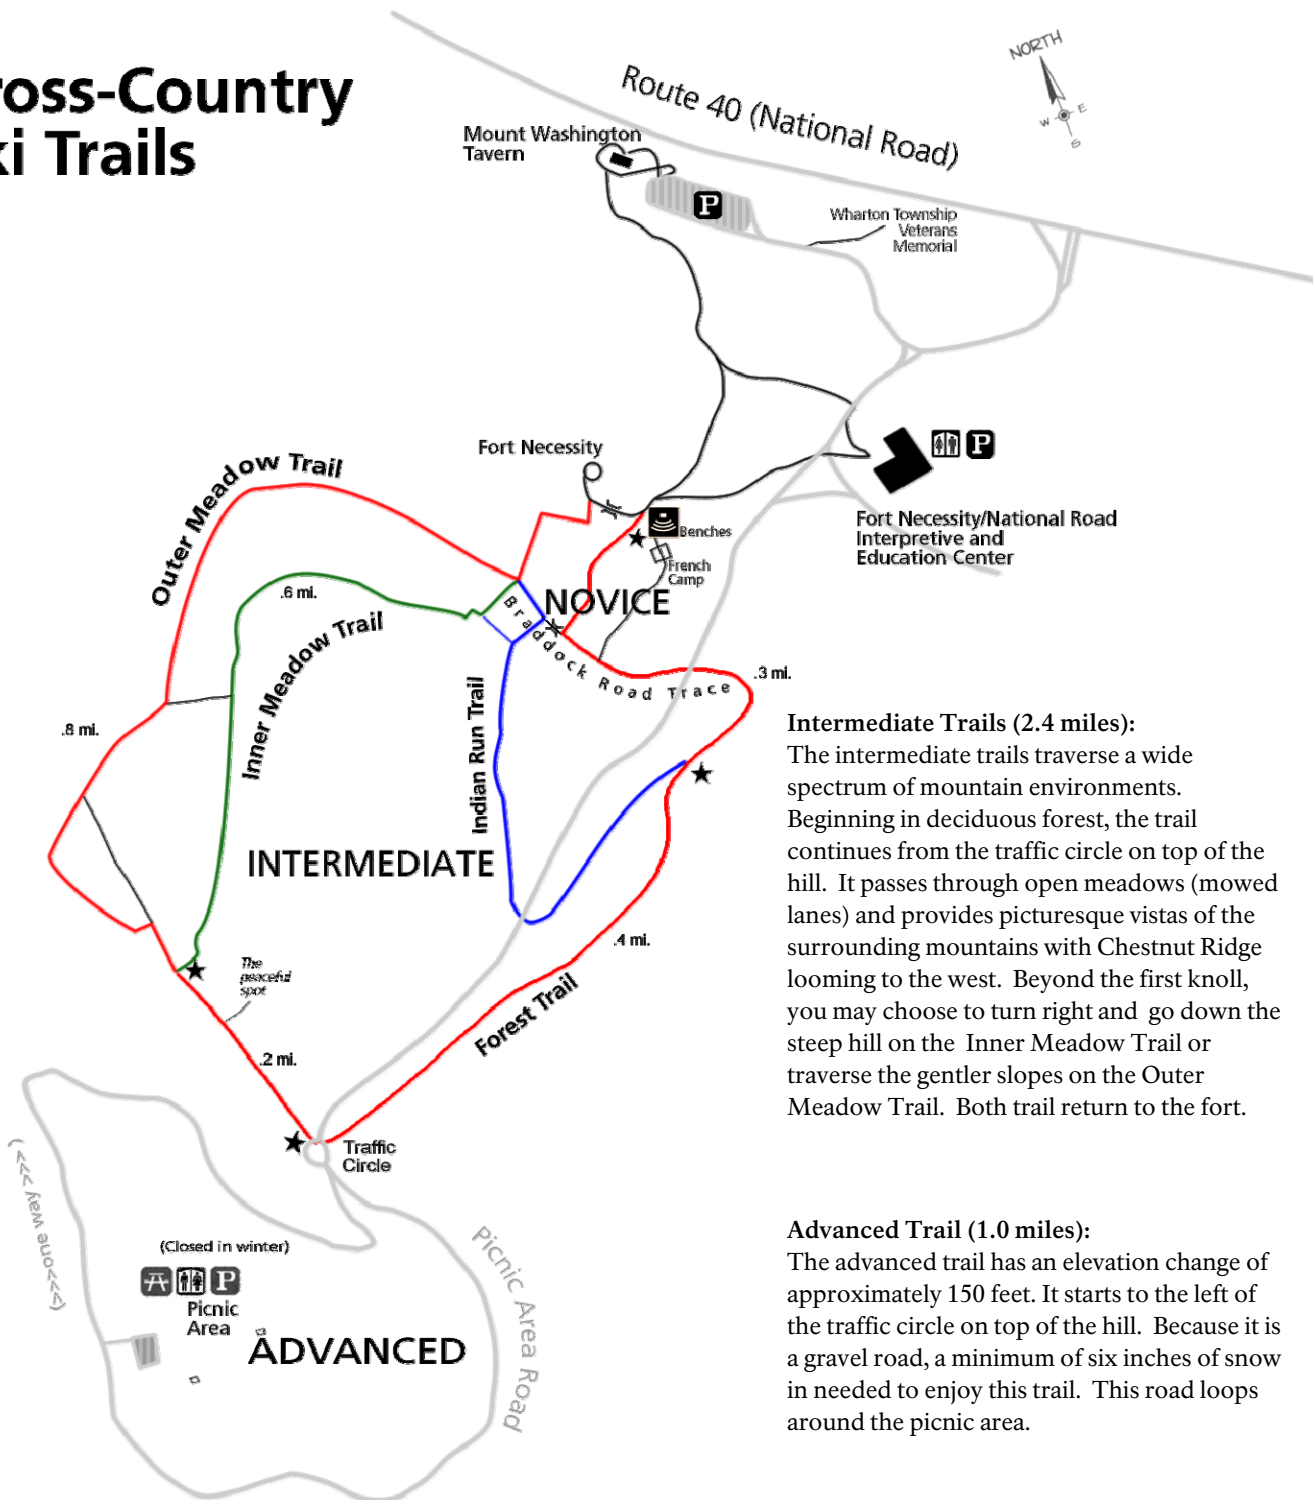 ross-Country
ki Trails
NORTH
W
E
S
Route 40 (National Road)
Mount Washington
Tavern
P
Wharton Township
Veterans
Memorial
Fort Necessity
P
Benches
French
Camp
Fort Necessity/National Road
Interpretive and
Education Center
Outer Meadow Trail
.6 mi.
NOVICE
Braddock Road Trace
Inner Meadow Trail
.3 mi.
.8 mi.
Indian Run Trail
INTERMEDIATE
.4 mi.
The
peaceful
spot
Forest Trail
.2 mi.
Traffic
Circle
(<<<one way<<<)
(Closed in winter)
P
Picnic
Area
ADVANCED
Picnic Area Road
Intermediate Trails (2.4 miles):
The intermediate trails traverse a wide
spectrum of mountain environments.
Beginning in deciduous forest, the trail
continues from the traffic circle on top of the
hill.  It passes through open meadows (mowed
lanes) and provides picturesque vistas of the
surrounding mountains with Chestnut Ridge
looming to the west.  Beyond the first knoll,
you may choose to turn right and  go down the
steep hill on the  Inner Meadow Trail or
traverse the gentler slopes on the Outer
Meadow Trail.  Both trail return to the fort.
Advanced Trail (1.0 miles):
The advanced trail has an elevation change of
approximately 150 feet. It starts to the left of
the traffic circle on top of the hill.  Because it is
a gravel road, a minimum of six inches of snow
in needed to enjoy this trail.  This road loops
around the picnic area.